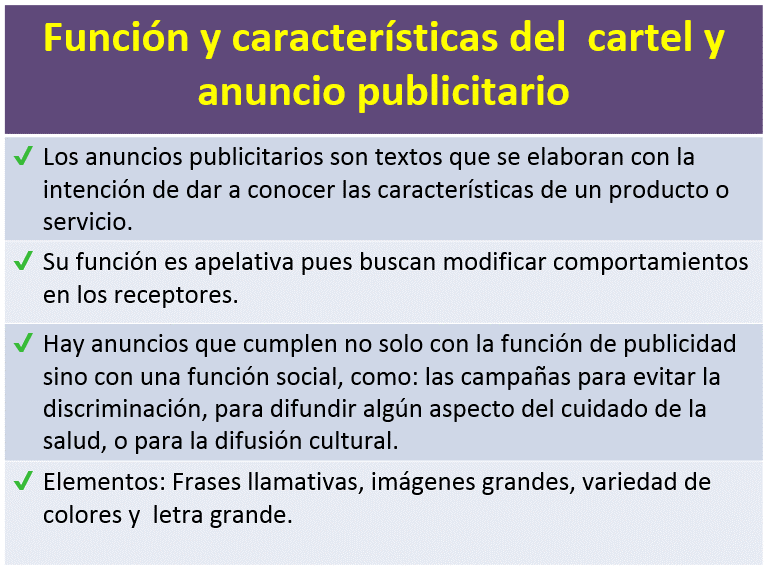 Función y características del  cartel y
anuncio publicitario
✓ Los anuncios publicitarios son textos que se elaboran con la
intención de dar a conocer las características de un producto o
servicio.
✓ Su función es apelativa pues buscan modificar comportamientos
en los receptores.
✓ Hay anuncios que cumplen no solo con la función de publicidad
sino con una función social, como: las campañas para evitar la
discriminación, para difundir algún aspecto del cuidado de la
salud, o para la difusión cultural.
✓ Elementos: Frases llamativas, imágenes grandes, variedad de
colores y  letra grande.